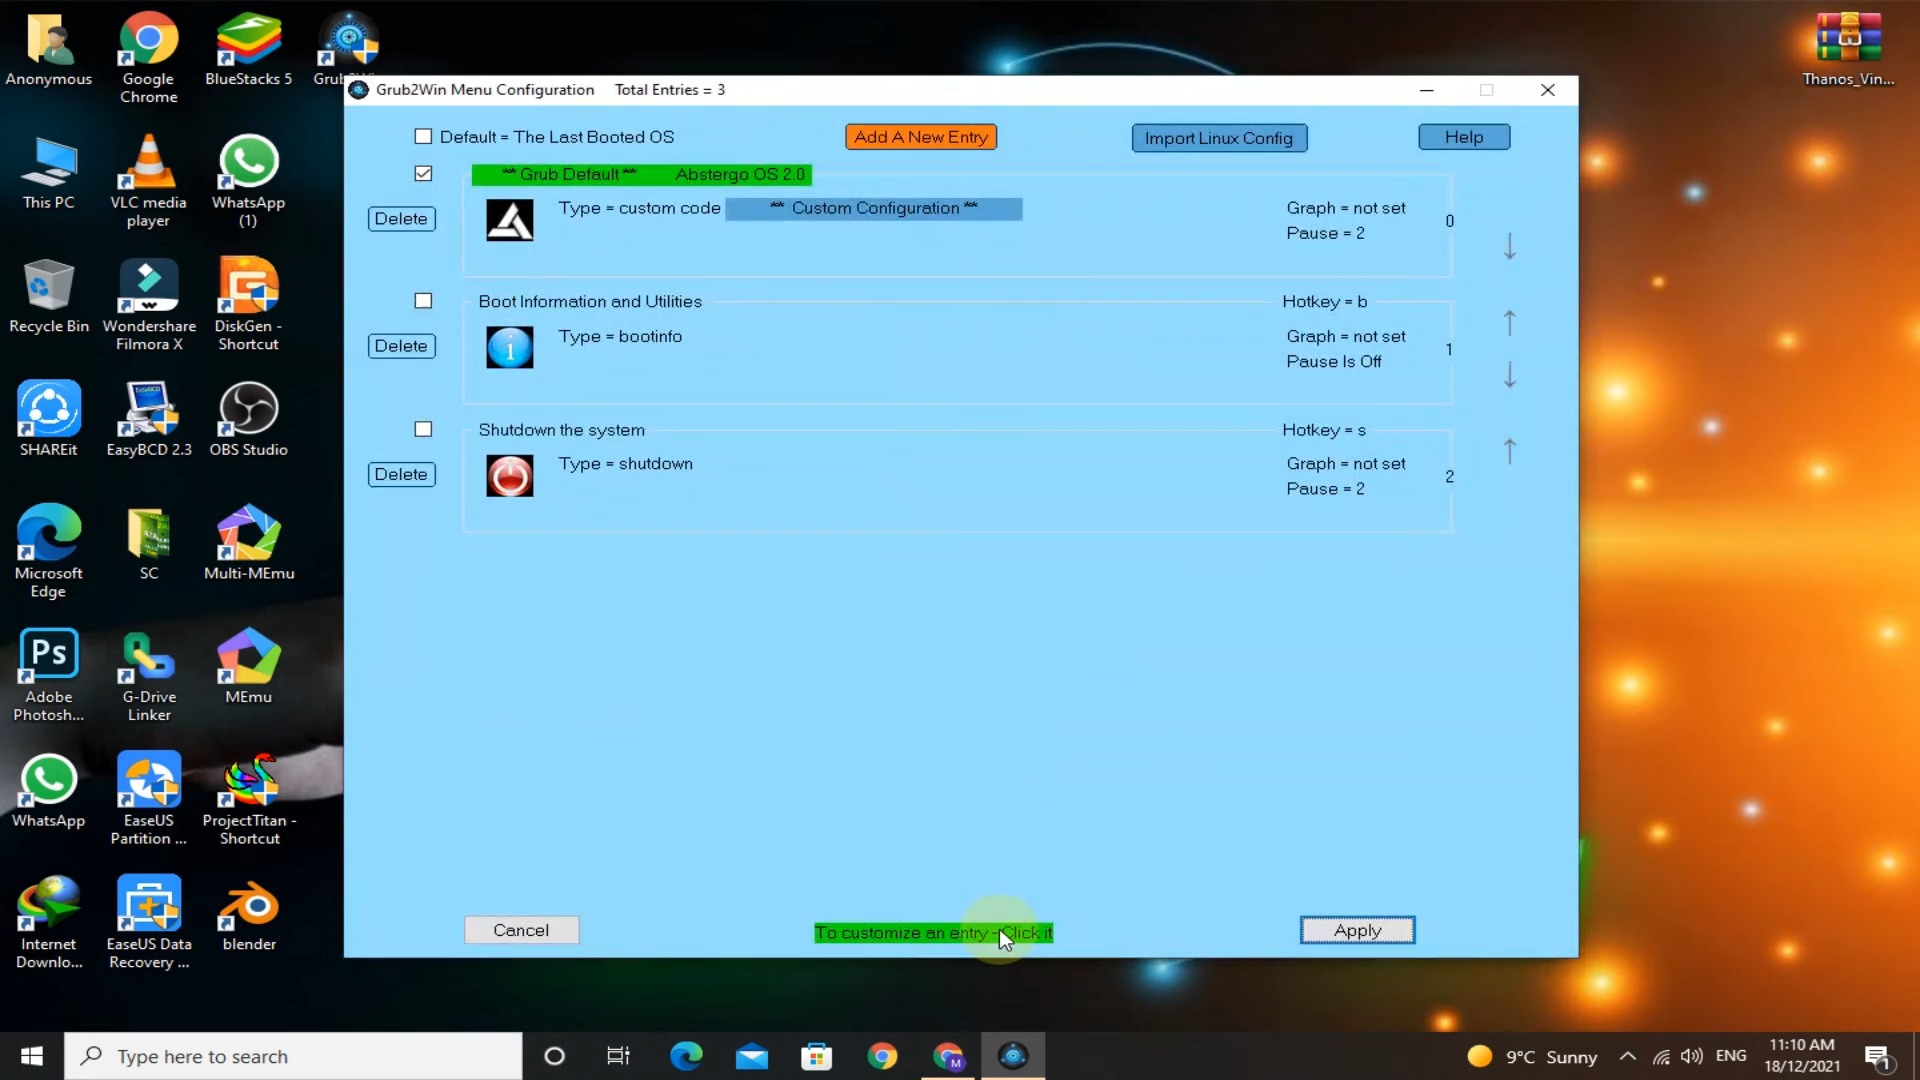 Anonymous
Google
Chrome
BlueStacks 5
Thanos_Vin...
Grub2Win Menu Configuration Total Entries = 3
Default = The Last Booted OS
Add A New Entry
Import Linux Config
Help
** Grub Default ** Abstergo OS 2.0
Delete
Type = custom code
** Custom Configuration **
Graph = not set
Pause = 2
0
Boot Information and Utilities
Hotkey = b
Delete
Type = bootinfo
Graph = not set
Pause Is Off
1
Shutdown the system
Hotkey = s
Delete
Type = shutdown
Graph = not set
Pause = 2
2
Cancel
To customize an entry - Click it
Apply
This PC
VLC media
player
WhatsApp
(1)
Recycle Bin
Wondershare
Filmora X
DiskGen -
Shortcut
SHAREit
EasyBCD 2.3
OBS Studio
Microsoft
Edge
SC
Multi-MEmu
Ps
Adobe
Photosh...
G-Drive
Linker
MEmu
WhatsApp
EaseUS
Partition ...
ProjectTitan -
Shortcut
Internet
Downlo...
EaseUS Data
Recovery ...
blender
Type here to search
M
9°C Sunny
ENG
11:10 AM
18/12/2021
1